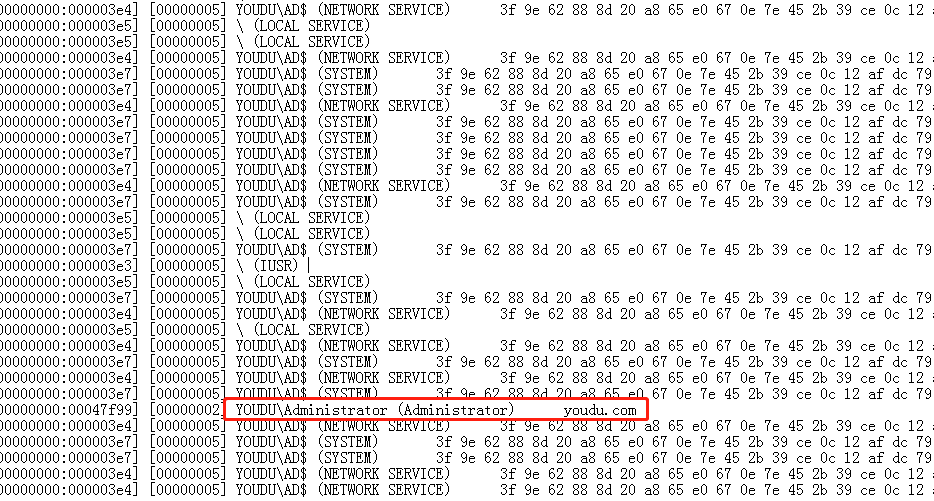 00000000:000003e4] [00000005] YOUDU\AD$ (NETWORK SERVICE) 3f 9e 62 88 8d 20 a8 65 e0 67 0e 7e 45 2b 39 ce 0c 12
00000000:000003e5] [00000005] \ (LOCAL SERVICE)
00000000:000003e5] [00000005] \ (LOCAL SERVICE)
00000000:000003e4] [00000005] YOUDU\AD$ (NETWORK SERVICE) 3f 9e 62 88 8d 20 a8 65 e0 67 0e 7e 45 2b 39 ce 0c 12
00000000:000003e7] [00000005] YOUDU\AD$ (SYSTEM) 3f 9e 62 88 8d 20 a8 65 e0 67 0e 7e 45 2b 39 ce 0c 12 af dc 79
00000000:000003e7] [00000005] YOUDU\AD$ (SYSTEM) 3f 9e 62 88 8d 20 a8 65 e0 67 0e 7e 45 2b 39 ce 0c 12 af dc 79
00000000:000003e4] [00000005] YOUDU\AD$ (NETWORK SERVICE) 3f 9e 62 88 8d 20 a8 65 e0 67 0e 7e 45 2b 39 ce 0c 12
00000000:000003e7] [00000005] YOUDU\AD$ (SYSTEM) 3f 9e 62 88 8d 20 a8 65 e0 67 0e 7e 45 2b 39 ce 0c 12 af dc 79
00000000:000003e7] [00000005] YOUDU\AD$ (SYSTEM) 3f 9e 62 88 8d 20 a8 65 e0 67 0e 7e 45 2b 39 ce 0c 12 af dc 79
00000000:000003e7] [00000005] YOUDU\AD$ (SYSTEM) 3f 9e 62 88 8d 20 a8 65 e0 67 0e 7e 45 2b 39 ce 0c 12 af dc 79
00000000:000003e7] [00000005] YOUDU\AD$ (SYSTEM) 3f 9e 62 88 8d 20 a8 65 e0 67 0e 7e 45 2b 39 ce 0c 12 af dc 79
00000000:000003e4] [00000005] YOUDU\AD$ (NETWORK SERVICE) 3f 9e 62 88 8d 20 a8 65 e0 67 0e 7e 45 2b 39 ce 0c 12
00000000:000003e7] [00000005] YOUDU\AD$ (SYSTEM) 3f 9e 62 88 8d 20 a8 65 e0 67 0e 7e 45 2b 39 ce 0c 12 af dc 79
00000000:000003e5] [00000005] \ (LOCAL SERVICE)
00000000:000003e5] [00000005] \ (LOCAL SERVICE)
00000000:000003e7] [00000005] YOUDU\AD$ (SYSTEM) 3f 9e 62 88 8d 20 a8 65 e0 67 0e 7e 45 2b 39 ce 0c 12 af dc 79
00000000:000003e3] [00000005] \ (IUSR)
00000000:000003e5] [00000005] \ (LOCAL SERVICE)
00000000:000003e7] [00000005] YOUDU\AD$ (SYSTEM) 3f 9e 62 88 8d 20 a8 65 e0 67 0e 7e 45 2b 39 ce 0c 12 af dc 79
00000000:000003e4] [00000005] YOUDU\AD$ (NETWORK SERVICE) 3f 9e 62 88 8d 20 a8 65 e0 67 0e 7e 45 2b 39 ce 0c 12
00000000:000003e5] [00000005] \ (LOCAL SERVICE)
00000000:000003e4] [00000005] YOUDU\AD$ (NETWORK SERVICE) 3f 9e 62 88 8d 20 a8 65 e0 67 0e 7e 45 2b 39 ce 0c 12
00000000:000003e7] [00000005] YOUDU\AD$ (SYSTEM) 3f 9e 62 88 8d 20 a8 65 e0 67 0e 7e 45 2b 39 ce 0c 12 af dc 79
00000000:000003e4] [00000005] YOUDU\AD$ (NETWORK SERVICE) 3f 9e 62 88 8d 20 a8 65 e0 67 0e 7e 45 2b 39 ce 0c 12
00000000:000003e7] [00000005] YOUDU\AD$ (SYSTEM) 3f 9e 62 88 8d 20 a8 65 e0 67 0e 7e 45 2b 39 ce 0c 12 af dc 79
00000000:00047f99] [00000002] YOUDU\Administrator (Administrator) youdu.com
00000000:000003e4] [00000005] YOUDU\AD$ (NETWORK SERVICE) 3f 9e 62 88 8d 20 a8 65 e0 67 0e 7e 45 2b 39 ce 0c 12
00000000:000003e7] [00000005] YOUDU\AD$ (SYSTEM) 3f 9e 62 88 8d 20 a8 65 e0 67 0e 7e 45 2b 39 ce 0c 12 af dc 79
00000000:000003e7] [00000005] YOUDU\AD$ (SYSTEM) 3f 9e 62 88 8d 20 a8 65 e0 67 0e 7e 45 2b 39 ce 0c 12 af dc 79
00000000:000003e4] [00000005] YOUDU\AD$ (NETWORK SERVICE) 3f 9e 62 88 8d 20 a8 65 e0 67 0e 7e 45 2b 39 ce 0c 12
00000000:000003e7] [00000005] YOUDU\AD$ (SYSTEM) 3f 9e 62 88 8d 20 a8 65 e0 67 0e 7e 45 2b 39 ce 0c 12 af dc 79